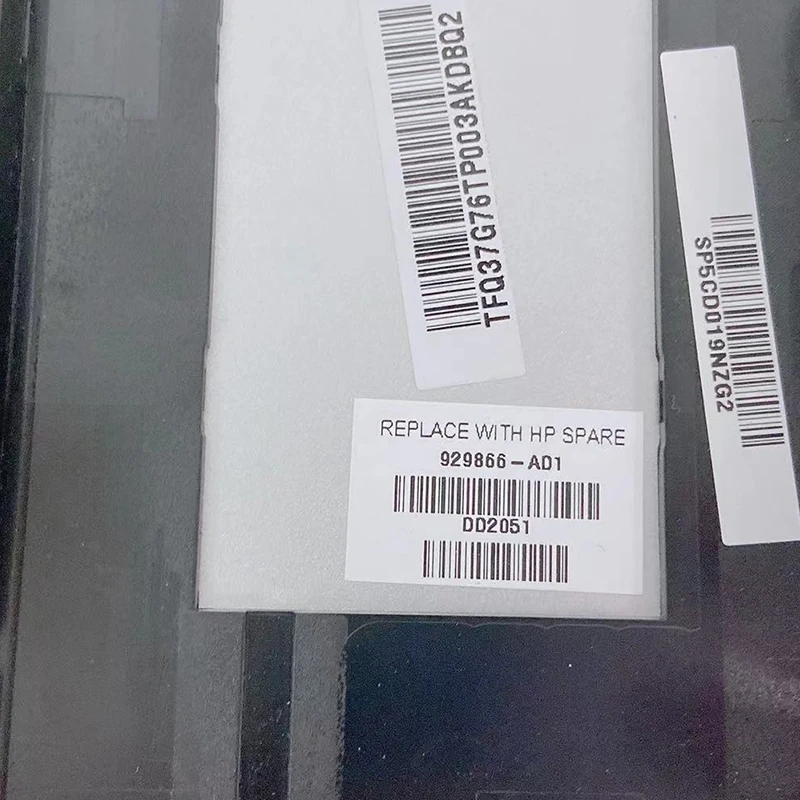 TFQ37G76TP003AKDBQ2
SP5CD019NZG2
REPLACE WITH HP SPARE
929866-AD1
DD2051